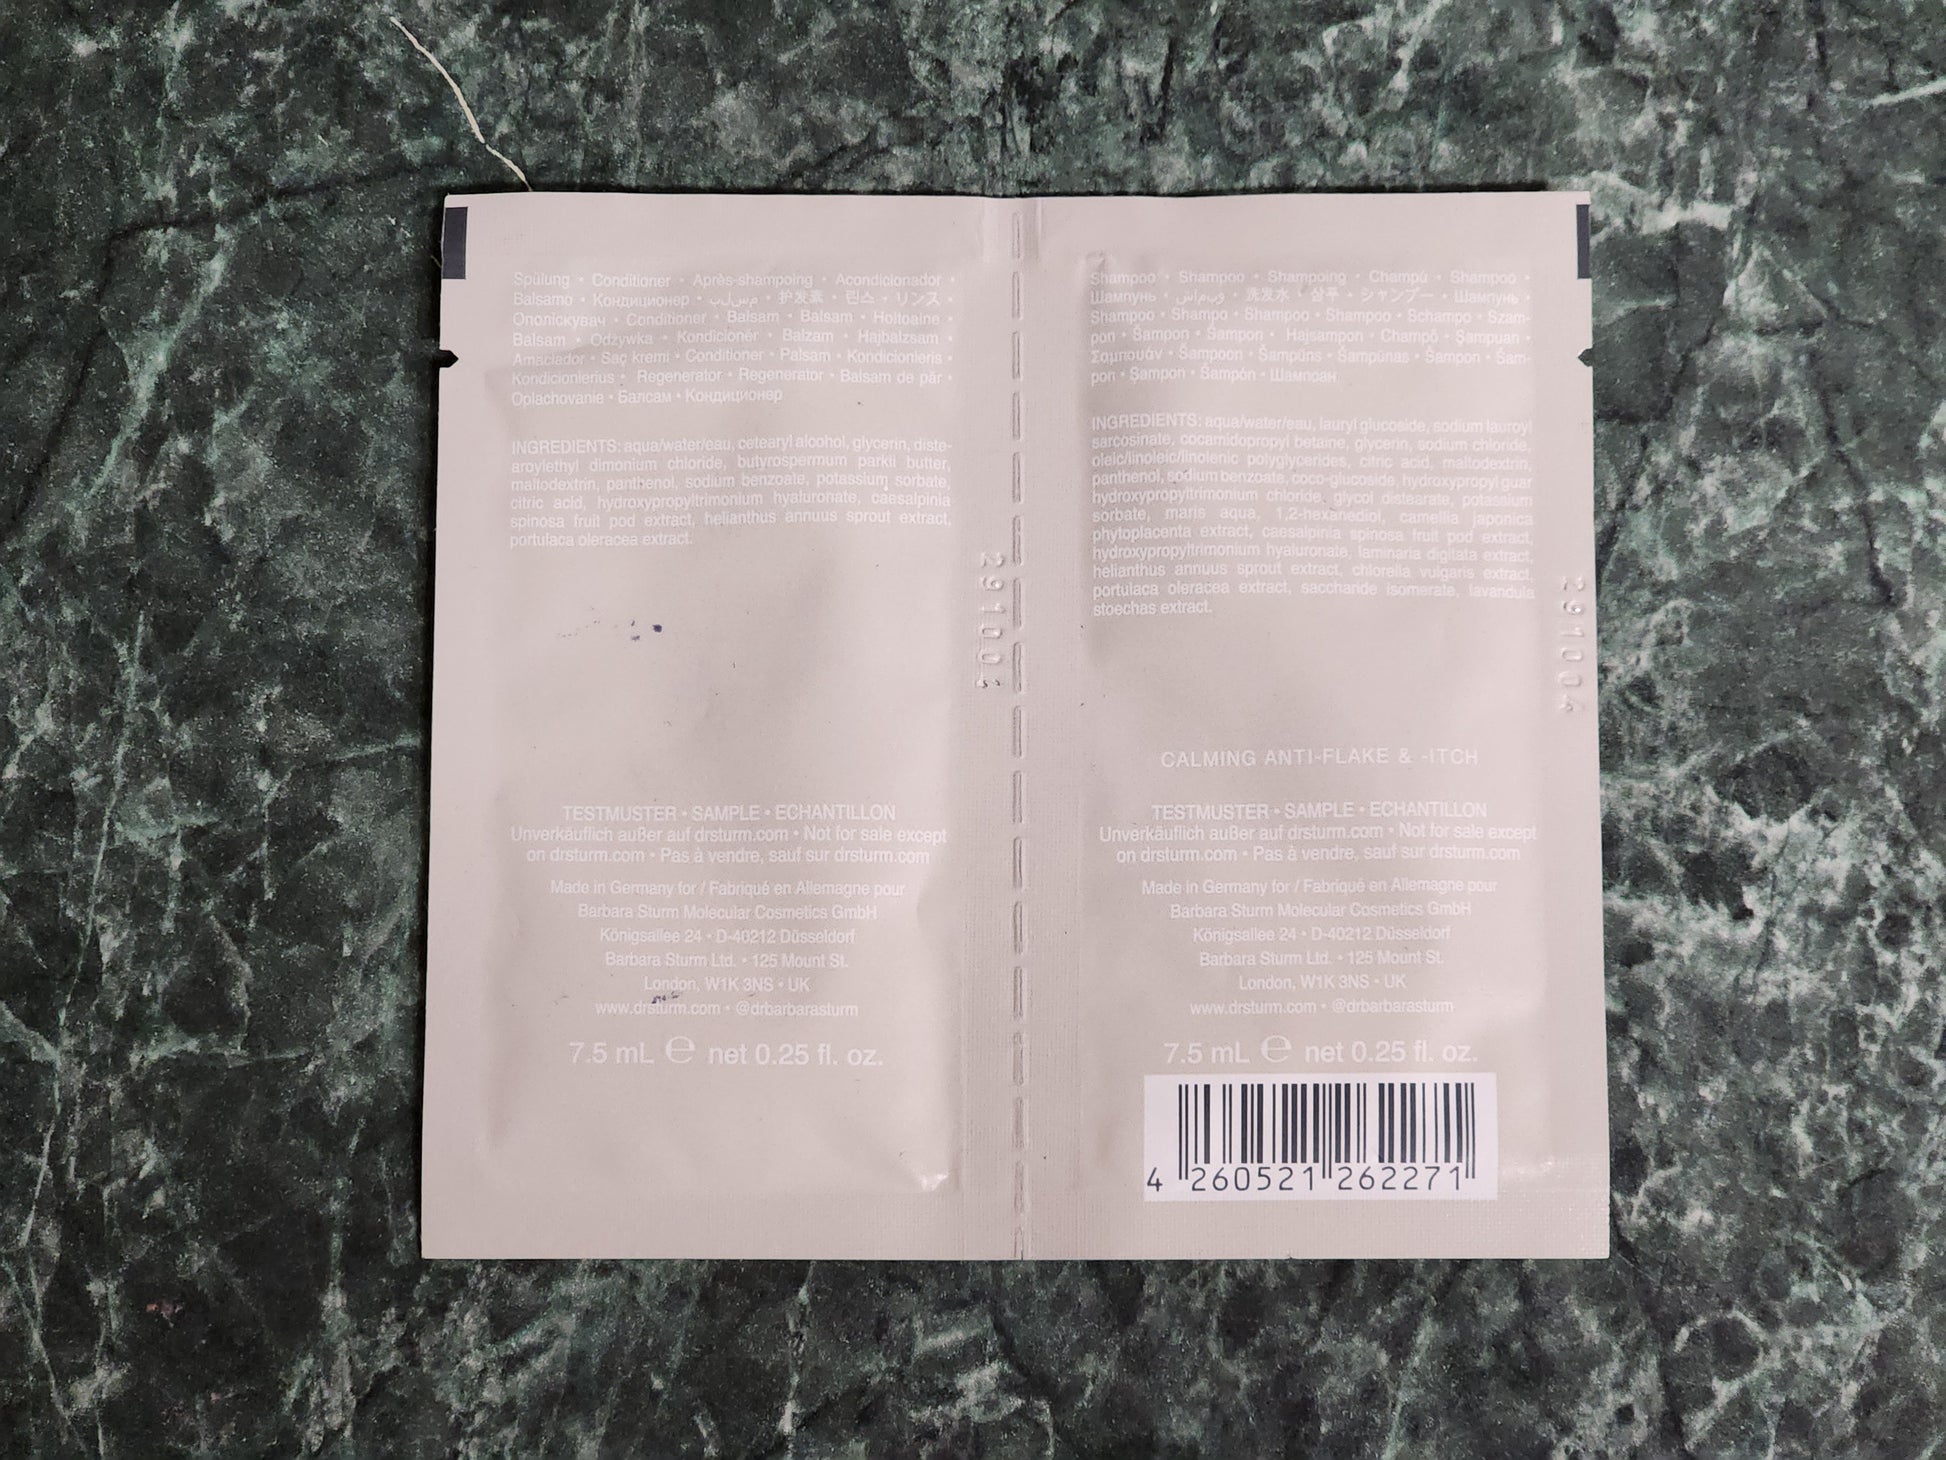 Spülung • Conditioner • Après-shampoing • Acondicionador •
Balsamo • Кондиционер • بلسم • 护发素 • 린스 • リンス •
Ополіскувач • Conditioner • Balsam • Balsam • Hoitoaine •
Balsam • Odżywka • Kondicionér • Balzam • Hajbalzsam •
Amaciador • Saç kremi • Conditioner • Palsam • Kondicionieris •
Kondicionierius • Regenerator • Regenerator • Balsam de păr •
Oplachovanie • Балсам • Кондиционер
INGREDIENTS: aqua/water/eau, cetearyl alcohol, glycerin, diste-
aroylethyl dimonium chloride, butyrospermum parkii butter,
maltodextrin, panthenol, sodium benzoate, potassium sorbate,
citric acid, hydroxypropyltrimonium hyaluronate, caesalpinia
spinosa fruit pod extract, helianthus annuus sprout extract,
portulaca oleracea extract.
TESTMUSTER • SAMPLE • ECHANTILLON
Unverkäuflich außer auf drsturm.com • Not for sale except
on drsturm.com • Pas à vendre, sauf sur drsturm.com
Made in Germany for / Fabriqué en Allemagne pour
Barbara Sturm Molecular Cosmetics GmbH
Königsallee 24 • D-40212 Düsseldorf
Barbara Sturm Ltd. • 125 Mount St.
London, W1K 3NS • UK
www.drsturm.com • @drbarbarasturm
7.5 mL ℮ net 0.25 fl. oz.
291004
Shampoo • Shampoo • Shampoing • Champú • Shampoo •
Шампунь • شامبو • 洗发水 • 샴푸 • シャンプー • Шампунь •
Shampoo • Shampo • Shampoo • Shampoo • Schampo • Szam-
pon • Šampon • Šampon • Hajsampon • Champô • Şampuan •
Σαμπουάν • Šampoon • Šampūns • Šampūnas • Šampon • Šam-
pon • Șampon • Šampón • Шампоан
INGREDIENTS: aqua/water/eau, lauryl glucoside, sodium lauroyl
sarcosinate, cocamidopropyl betaine, glycerin, sodium chloride,
oleic/linoleic/linolenic polyglycerides, citric acid, maltodextrin,
panthenol, sodium benzoate, coco-glucoside, hydroxypropyl guar
hydroxypropyltrimonium chloride, glycol distearate, potassium
sorbate, maris aqua, 1,2-hexanediol, camellia japonica
phytoplacenta extract, caesalpinia spinosa fruit pod extract,
hydroxypropyltrimonium hyaluronate, laminaria digitata extract,
helianthus annuus sprout extract, chlorella vulgaris extract,
portulaca oleracea extract, saccharide isomerate, lavandula
stoechas extract.
CALMING ANTI-FLAKE & -ITCH
TESTMUSTER • SAMPLE • ECHANTILLON
Unverkäuflich außer auf drsturm.com • Not for sale except
on drsturm.com • Pas à vendre, sauf sur drsturm.com
Made in Germany for / Fabriqué en Allemagne pour
Barbara Sturm Molecular Cosmetics GmbH
Königsallee 24 • D-40212 Düsseldorf
Barbara Sturm Ltd. • 125 Mount St.
London, W1K 3NS • UK
www.drsturm.com • @drbarbarasturm
7.5 mL ℮ net 0.25 fl. oz.
4 260521 262271
291004